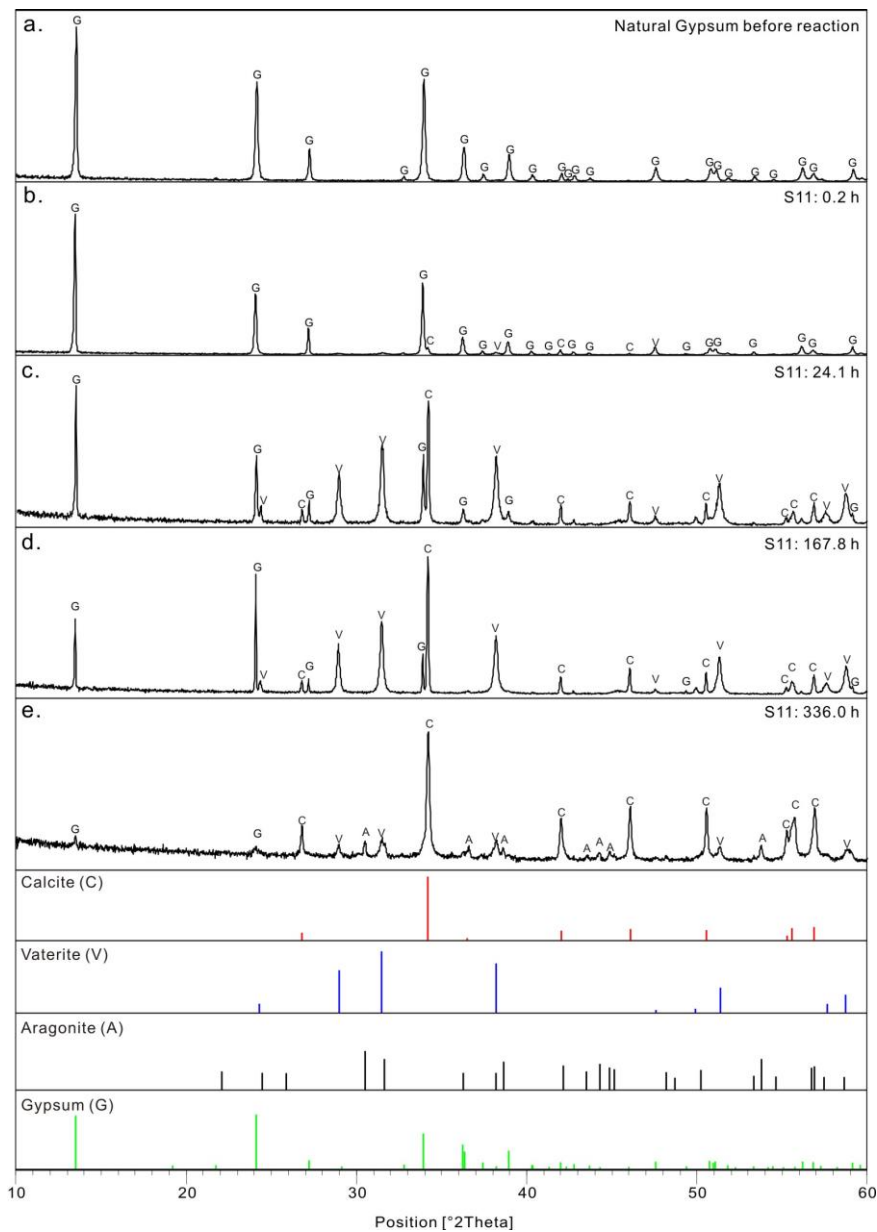 a.
Natural Gypsum before reaction
G G G G G G G G G G G G G G G G G G G G G G
b.
S11: 0.2 h
G G G G C G G V G G G C G G C V G G G G G G G
c.
S11: 24.1 h
G G V C G V V G C G V G C C V C V C C C V V G
d.
S11: 167.8 h
G G V C G V V G C V C C V G C V C C C V V G
e.
S11: 336.0 h
G G C V A V C A V A C A A A C C V A C C C V
Calcite (C)
Vaterite (V)
Aragonite (A)
Gypsum (G)
10 20 30 40 50 60
Position [°2Theta]